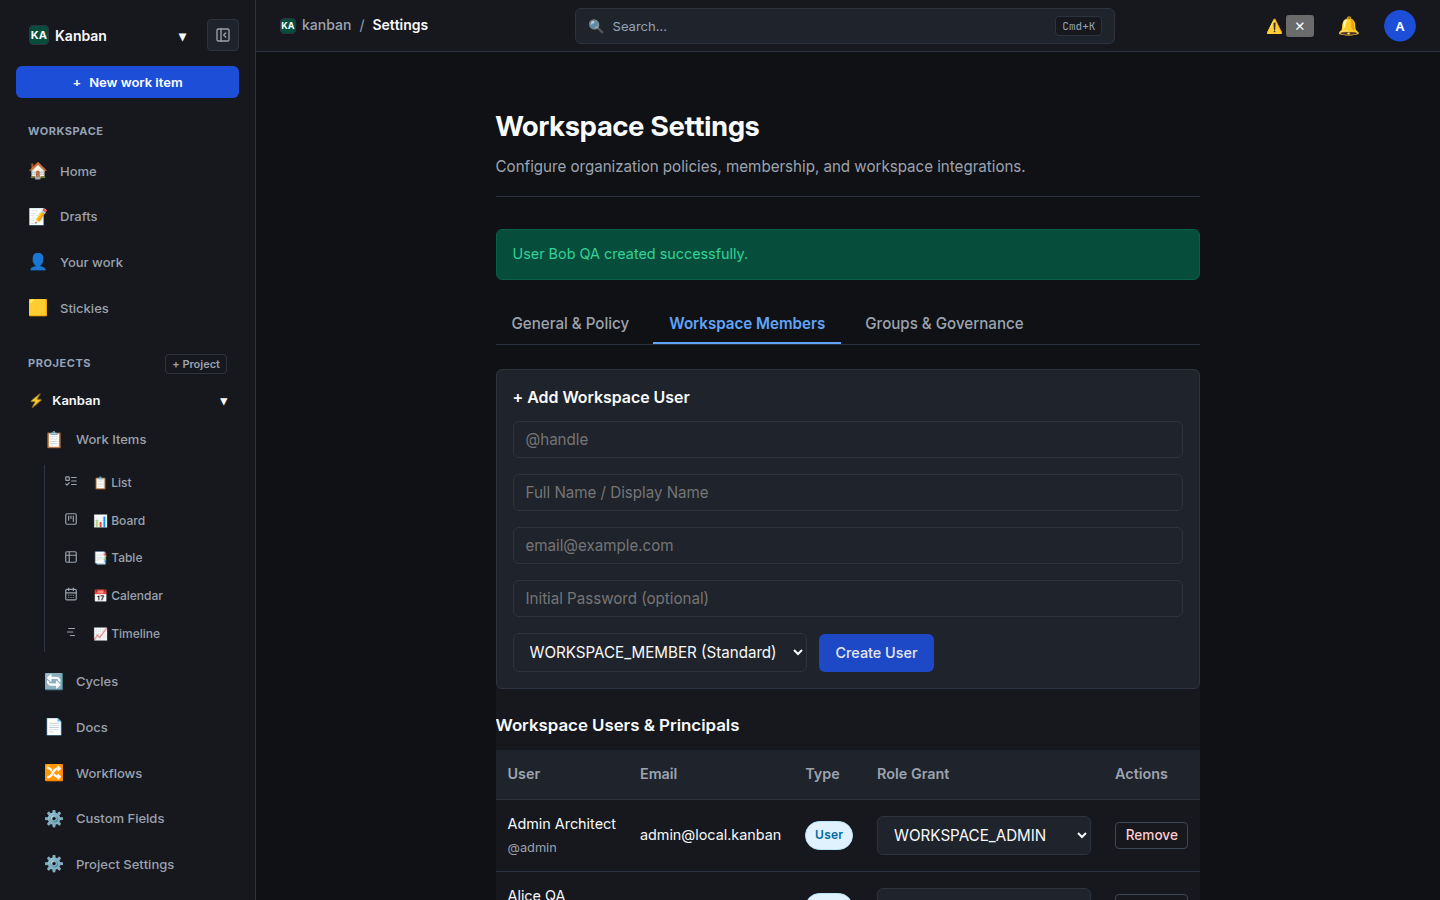 KA Kanban ▾
+ New work item
WORKSPACE
Home
Drafts
Your work
Stickies
PROJECTS
+ Project
Kanban ▾
Work Items
List
Board
Table
Calendar
Timeline
Cycles
Docs
Workflows
Custom Fields
Project Settings
KA kanban / Settings
Search...
Cmd+K
✕
A
Workspace Settings
Configure organization policies, membership, and workspace integrations.
User Bob QA created successfully.
General & Policy
Workspace Members
Groups & Governance
+ Add Workspace User
@handle
Full Name / Display Name
email@example.com
Initial Password (optional)
WORKSPACE_MEMBER (Standard)
Create User
Workspace Users & Principals
User Email Type Role Grant Actions
Admin Architect
@admin
admin@local.kanban
User
WORKSPACE_ADMIN
Remove
Alice QA